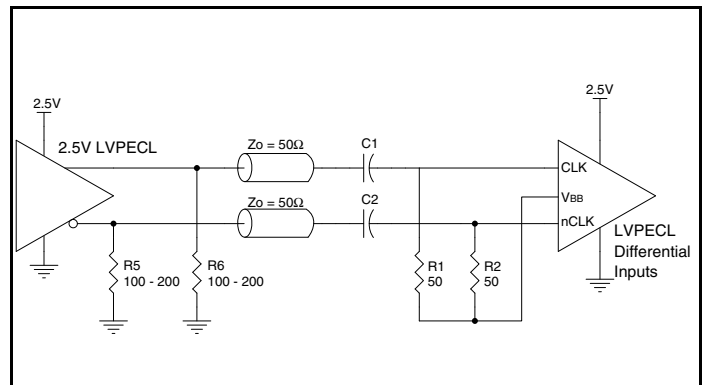 2.5V
2.5V
2.5V LVPECL
Zo = 50Ω
C1
CLK
Zo = 50Ω
C2
VBB
nCLK
LVPECL
Differential
Inputs
R5
100 - 200
R6
100 - 200
R1
50
R2
50